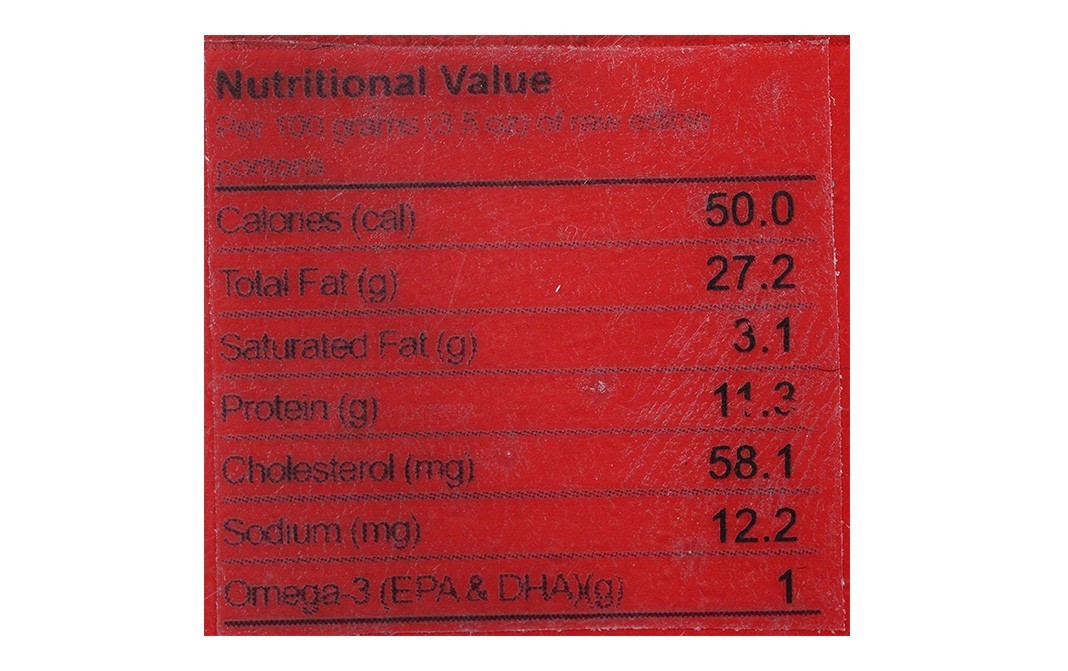 Nutritional Value
Per 100 grams (3.5 oz) of raw edible
portions
Calories (cal) 50.0
Total Fat (g) 27.2
Saturated Fat (g) 3.1
Protein (g) 11.3
Cholesterol (mg) 58.1
Sodium (mg) 12.2
Omega-3 (EPA & DHA)(g) 1